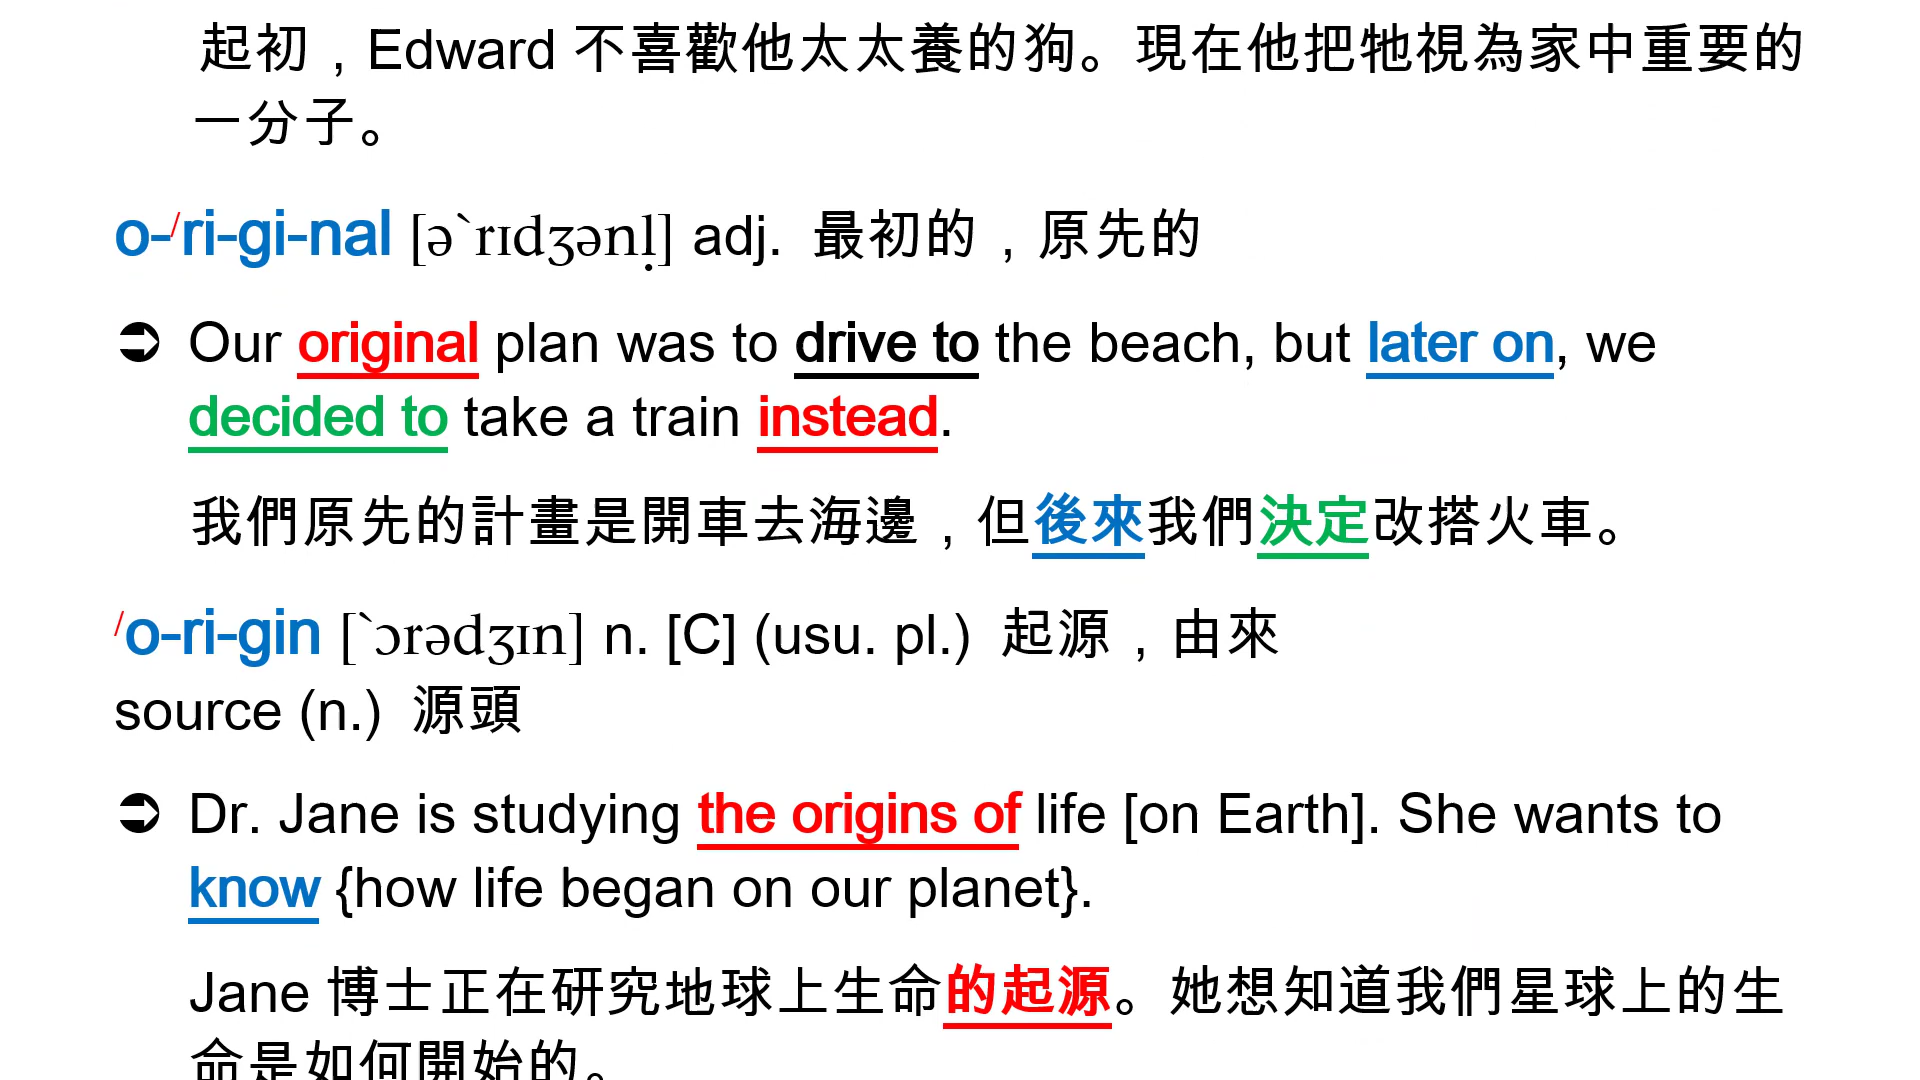 起初，Edward 不喜歡他太太養的狗。現在他把牠視為家中重要的
一分子。
o-/ri-gi-nal [əˋrɪdʒənḷ] adj. 最初的，原先的
➲ Our original plan was to drive to the beach, but later on, we
decided to take a train instead.
我們原先的計畫是開車去海邊，但後來我們決定改搭火車。
/o-ri-gin [ˋɔrədʒɪn] n. [C] (usu. pl.) 起源，由來
source (n.) 源頭
➲ Dr. Jane is studying the origins of life [on Earth]. She wants to
know {how life began on our planet}.
Jane 博士正在研究地球上生命的起源。她想知道我們星球上的生
命是如何開始的。